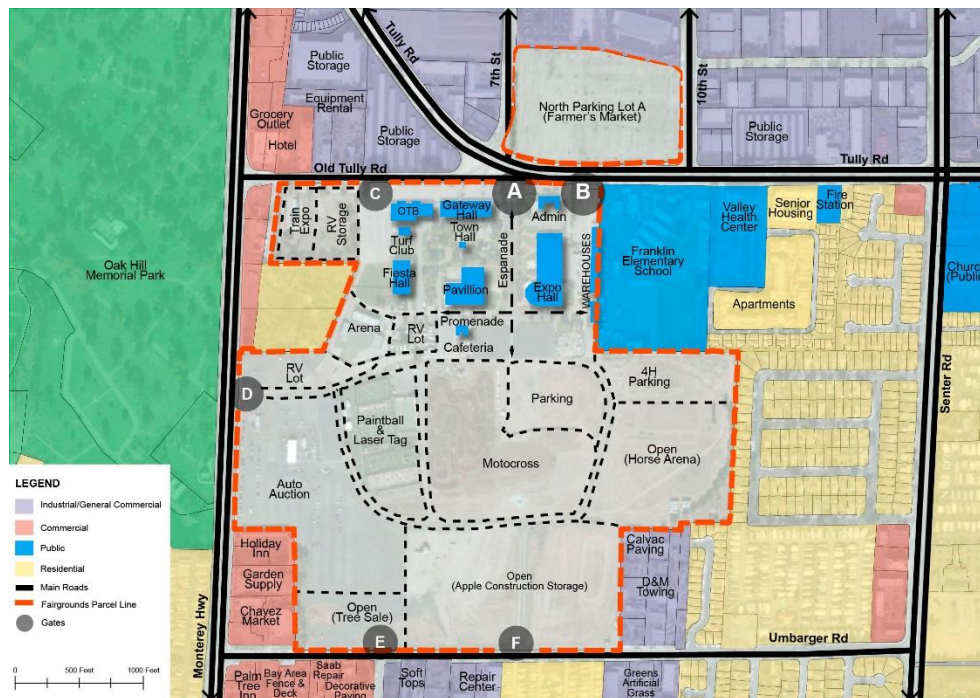 Tully Rd
7th St
10th St
Public
Storage
Equipment
Rental
Public
Storage
Grocery
Outlet
Hotel
North Parking Lot A
(Farmer's Market)
Public
Storage
Old Tully Rd
Tully Rd
Oak Hill
Memorial Park
Train
Expo
RV
Storage
C
OTB
Turf
Club
Fiesta
Hall
Gateway
Hall
Town
Hall
Pavillion
A
Espanade
B
Admin
Expo
Hall
WAREHOUSES
Franklin
Elementary
School
Valley
Health
Center
Senior
Housing
Fire
Station
Apartments
Church
(Public
Senter Rd
Arena
RV
Lot
Promenade
Cafeteria
RV
Lot
D
Paintball
&
Laser Tag
Parking
4H
Parking
Motocross
Open
(Horse Arena)
Auto
Auction
Holiday
Inn
Garden
Supply
Chavez
Market
Open
(Tree Sale)
E
Open
(Apple Construction Storage)
F
Calvac
Paving
D&M
Towing
Umbarger Rd
Monterey Hwy
Palm
Tree
Inn
Bay Area
Fence &
Deck
Saab
Repair
Decorative
Paving
Soft
Tops
Repair
Center
Greens
Artificial
Grass
LEGEND
Industrial/General Commercial
Commercial
Public
Residential
Main Roads
Fairgrounds Parcel Line
Gates
0 500 Feet 1000 Feet